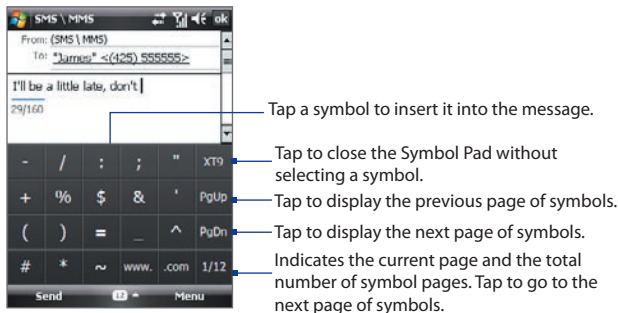 SMS \ MMS ok
From: (SMS \ MMS)
To: "James" <(425) 555555>
I'll be a little late, don't
29/160
- / : ; " XT9
+ % $ & ' PgUp
( ) = _ ^ PgDn
# * ~ www. .com 1/12
Send 12 Menu
Tap a symbol to insert it into the message.
Tap to close the Symbol Pad without
selecting a symbol.
Tap to display the previous page of symbols.
Tap to display the next page of symbols.
Indicates the current page and the total
number of symbol pages. Tap to go to the
next page of symbols.